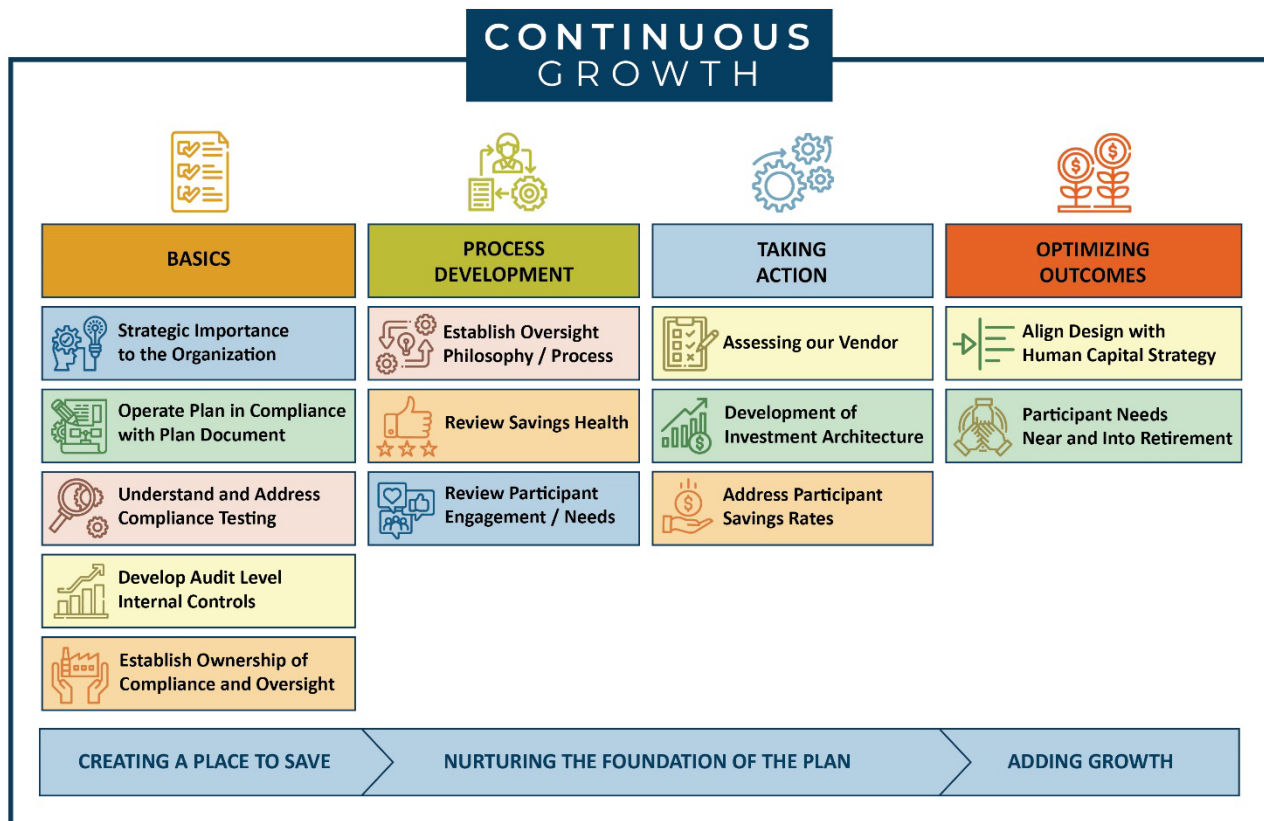 CONTINUOUS
GROWTH
BASICS
Strategic Importance
to the Organization
Operate Plan in Compliance
with Plan Document
Understand and Address
Compliance Testing
Develop Audit Level
Internal Controls
Establish Ownership of
Compliance and Oversight
PROCESS
DEVELOPMENT
Establish Oversight
Philosophy / Process
Review Savings Health
Review Participant
Engagement / Needs
TAKING
ACTION
Assessing our Vendor
Development of
Investment Architecture
Address Participant
Savings Rates
OPTIMIZING
OUTCOMES
Align Design with
Human Capital Strategy
Participant Needs
Near and Into Retirement
CREATING A PLACE TO SAVE
NURTURING THE FOUNDATION OF THE PLAN
ADDING GROWTH